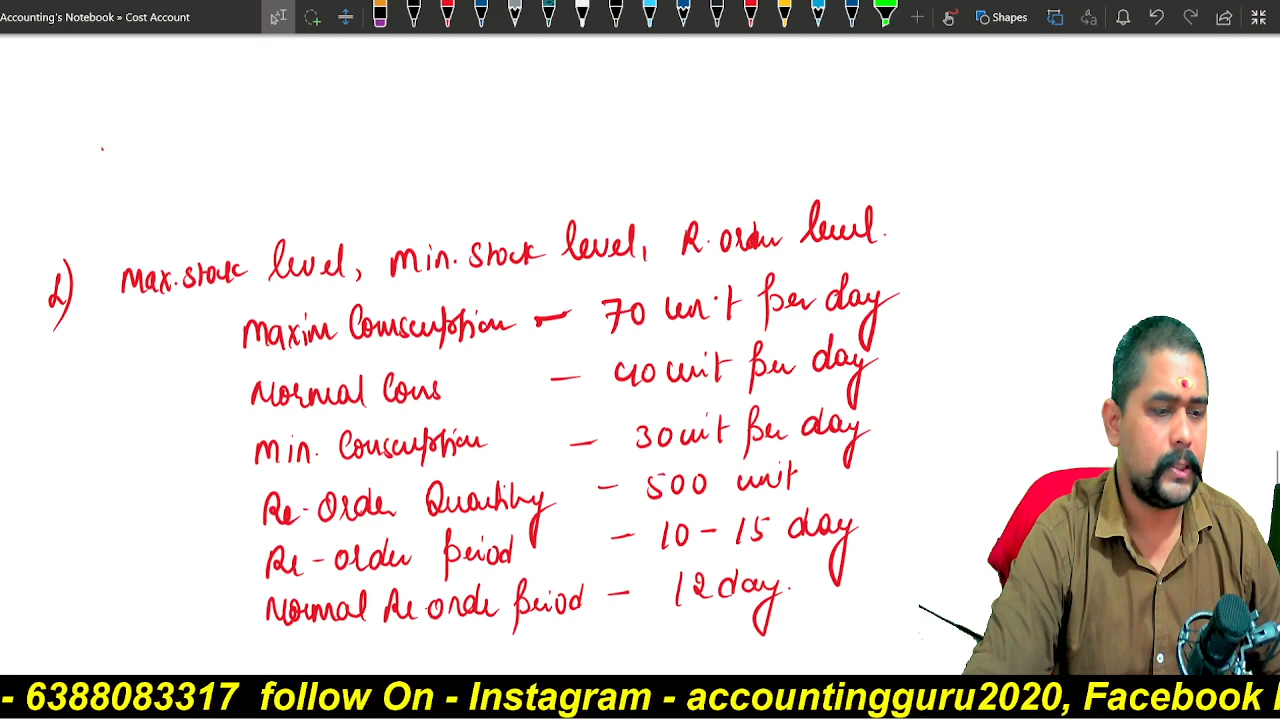 Accounting's Notebook » Cost Account
Shapes
2) Max. stock level, Min. stock level, R. order level.
Maxim Consumption - 70 unit per day
Normal Cons - 40 unit per day
Min. Consumption - 30 unit per day
Re-order Quantity - 500 unit
Re-order period - 10-15 day
Normal Re-orde period - 12 day.
- 6388083317 follow On - Instagram - accountingguru2020, Facebook